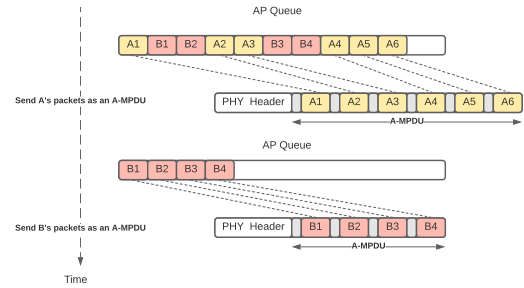 AP Queue
A1 B1 B2 A2 A3 B3 B4 A4 A5 A6
Send A's packets as an A-MPDU
PHY Header A1 A2 A3 A4 A5 A6
A-MPDU
AP Queue
B1 B2 B3 B4
Send B's packets as an A-MPDU
PHY Header B1 B2 B3 B4
A-MPDU
Time